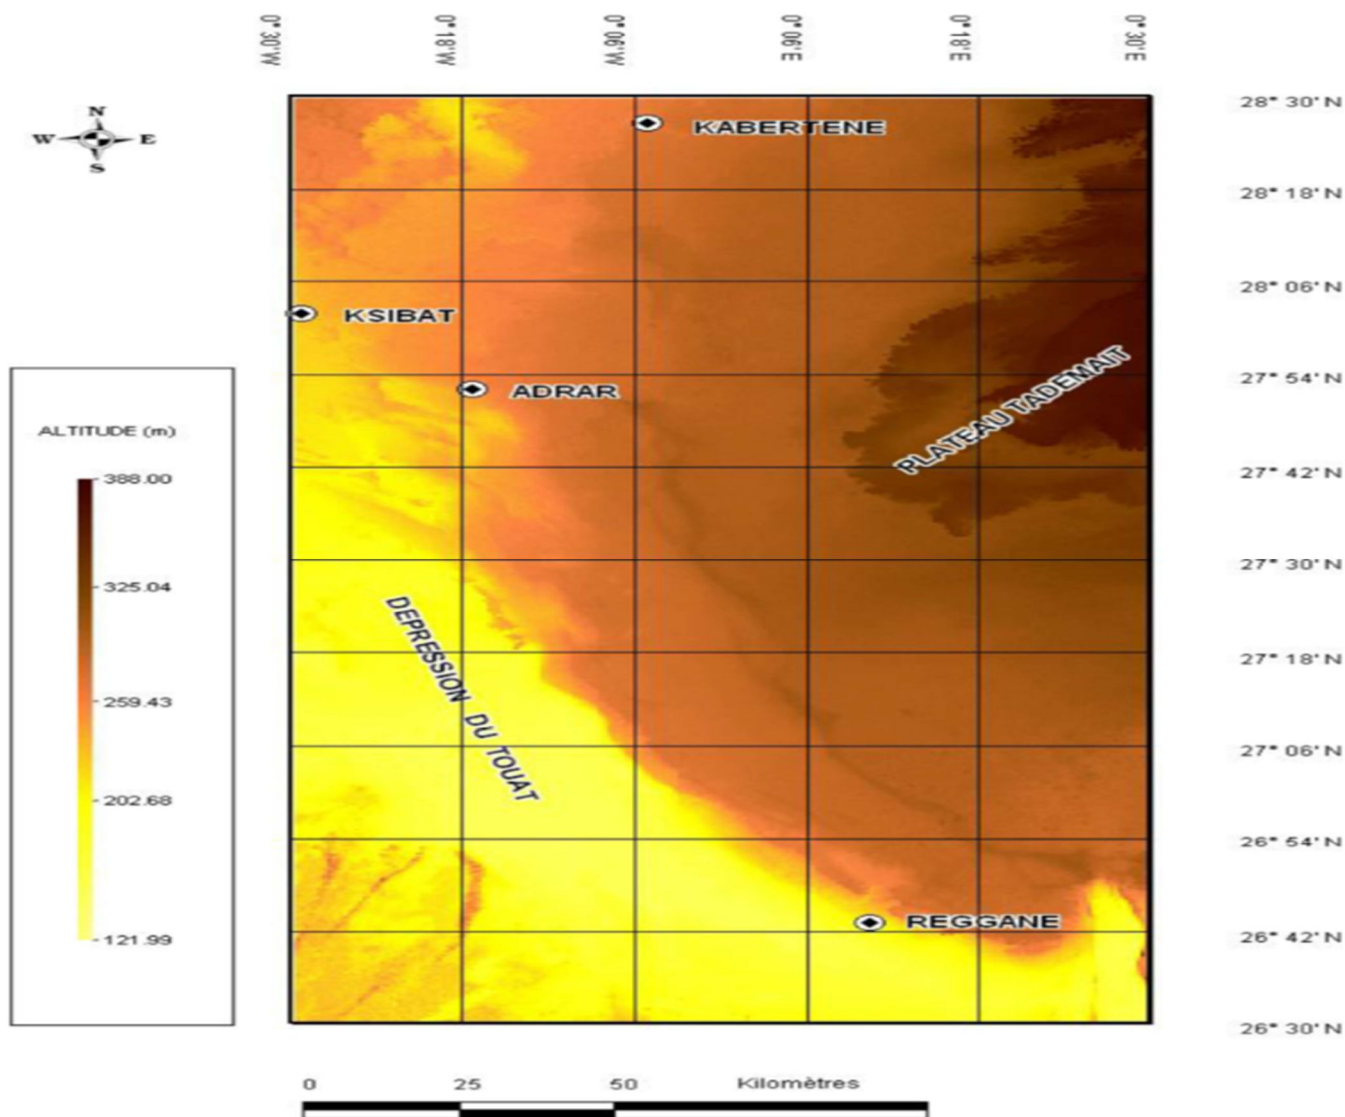 0° 30' W
0° 18' W
0° 06' W
0° 06' E
0° 18' E
0° 30' E
N
W E
S
28° 30' N
KABERTENE
28° 18' N
28° 06' N
KSIBAT
PLATEAU TADEMAIT
27° 54' N
ADRAR
ALTITUDE (m)
388.00
27° 42' N
325.04
27° 30' N
DEPRESSION DU TOUAT
27° 18' N
259.43
27° 06' N
202.68
26° 54' N
REGGANE
121.99
26° 42' N
26° 30' N
0 25 50 Kilomètres